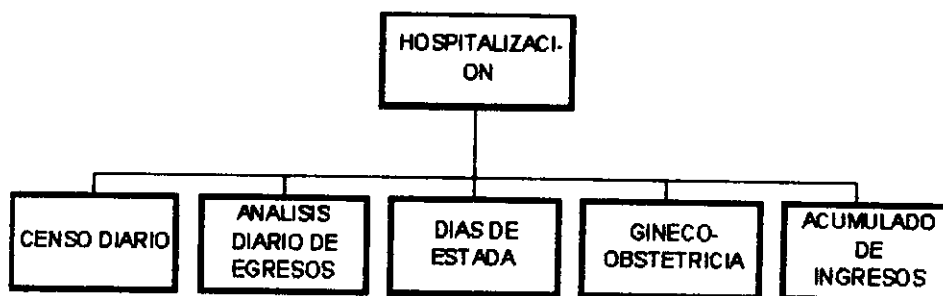 HOSPITALIZACI-
ON
CENSO DIARIO
ANALISIS
DIARIO DE
EGRESOS
DIAS DE
ESTADA
GINECO-
OBSTETRICIA
ACUMULADO
DE
INGRESOS